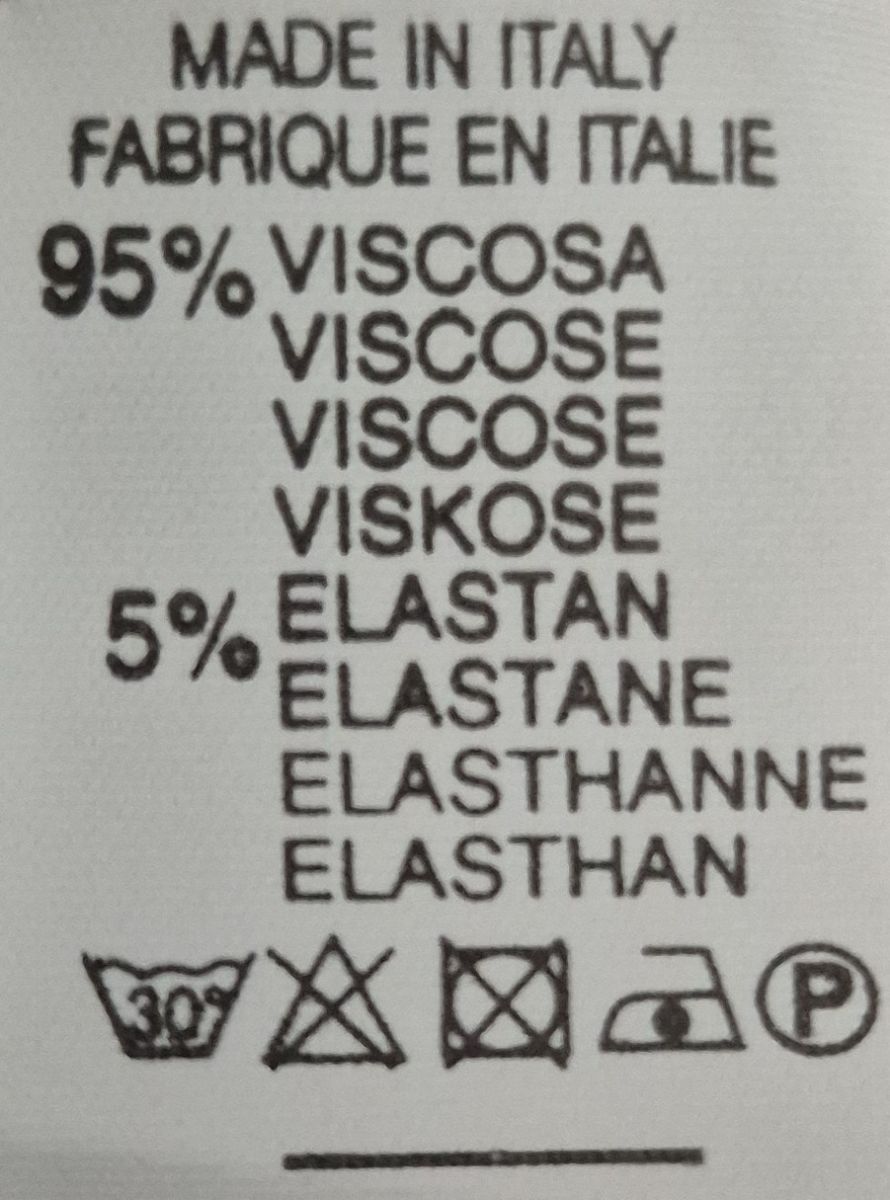 MADE IN ITALY
FABRIQUE EN ITALIE
95% VISCOSA
VISCOSE
VISCOSE
VISKOSE
5% ELASTAN
ELASTANE
ELASTHANNE
ELASTHAN
30° P